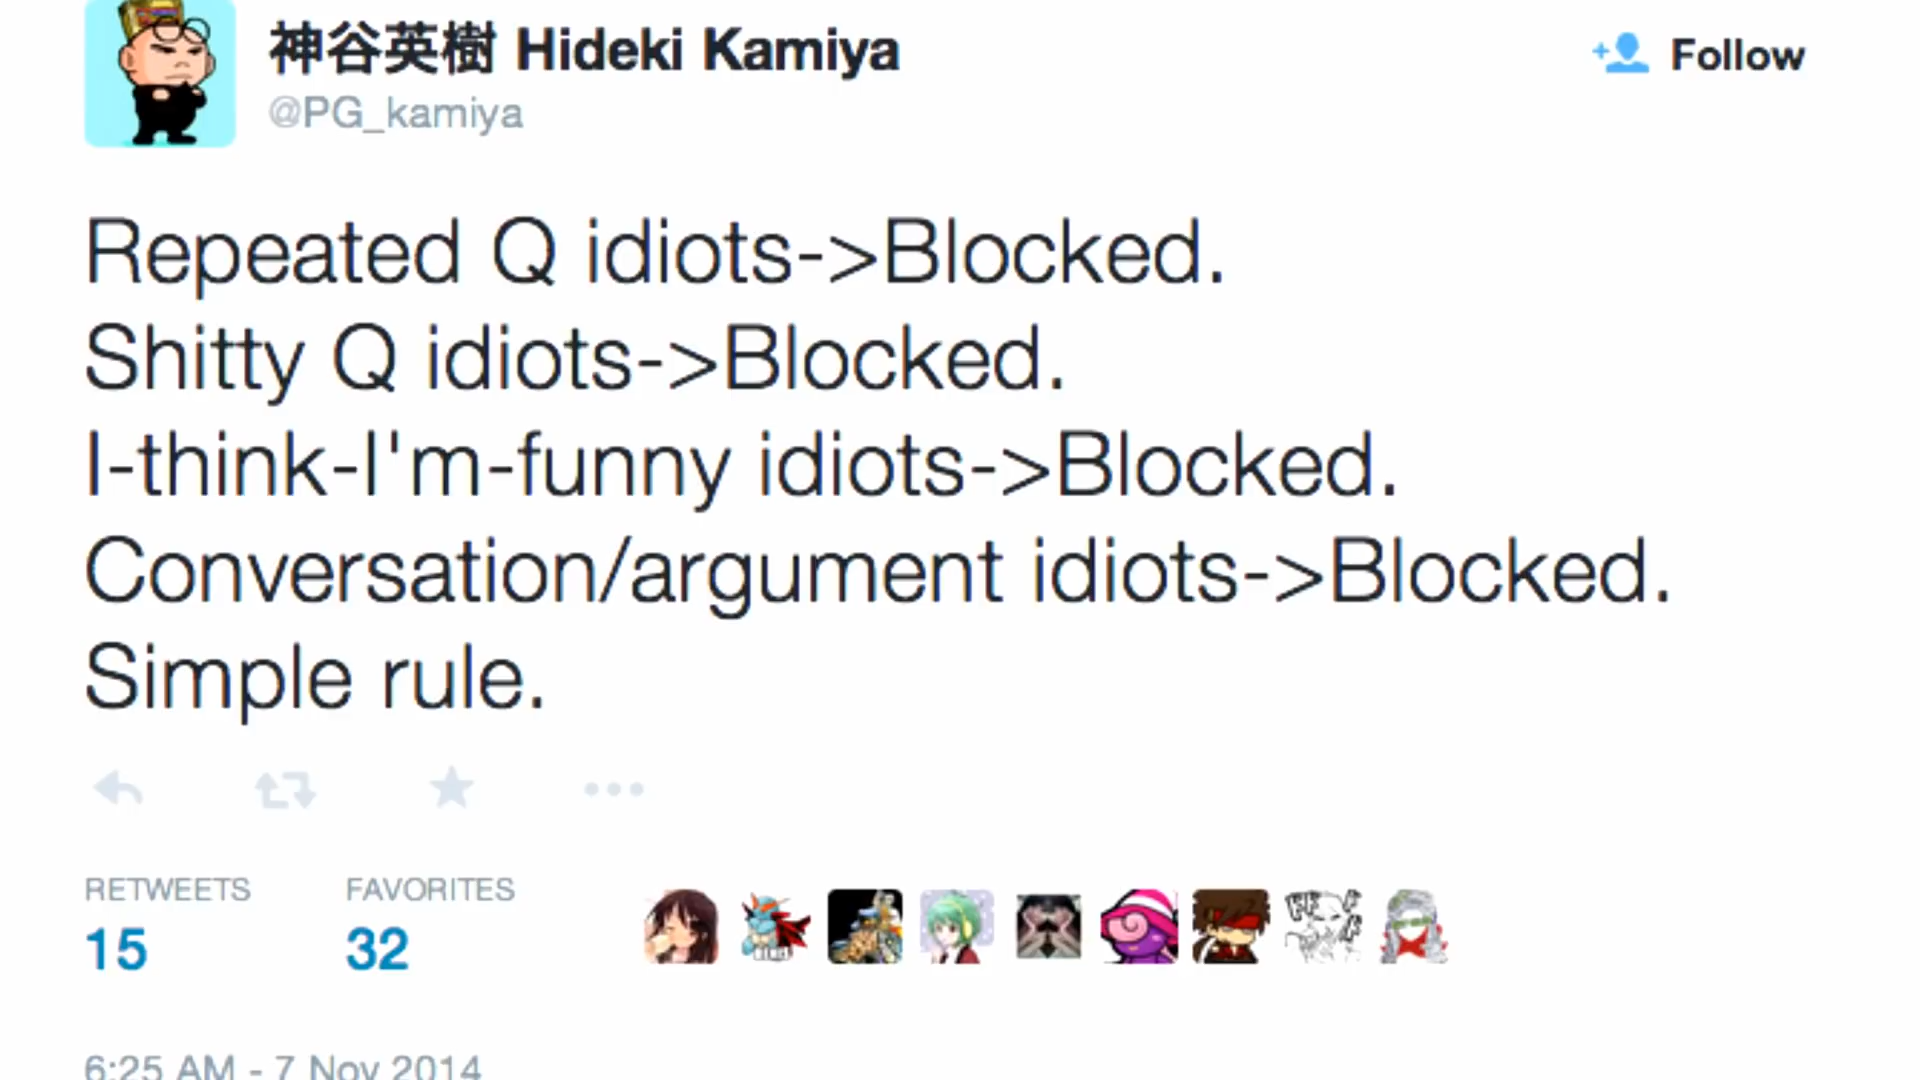 神谷英樹 Hideki Kamiya
Follow
@PG_kamiya
Repeated Q idiots->Blocked.
Shitty Q idiots->Blocked.
I-think-I'm-funny idiots->Blocked.
Conversation/argument idiots->Blocked.
Simple rule.
RETWEETS
FAVORITES
15
32
6:25 AM - 7 Nov 2014